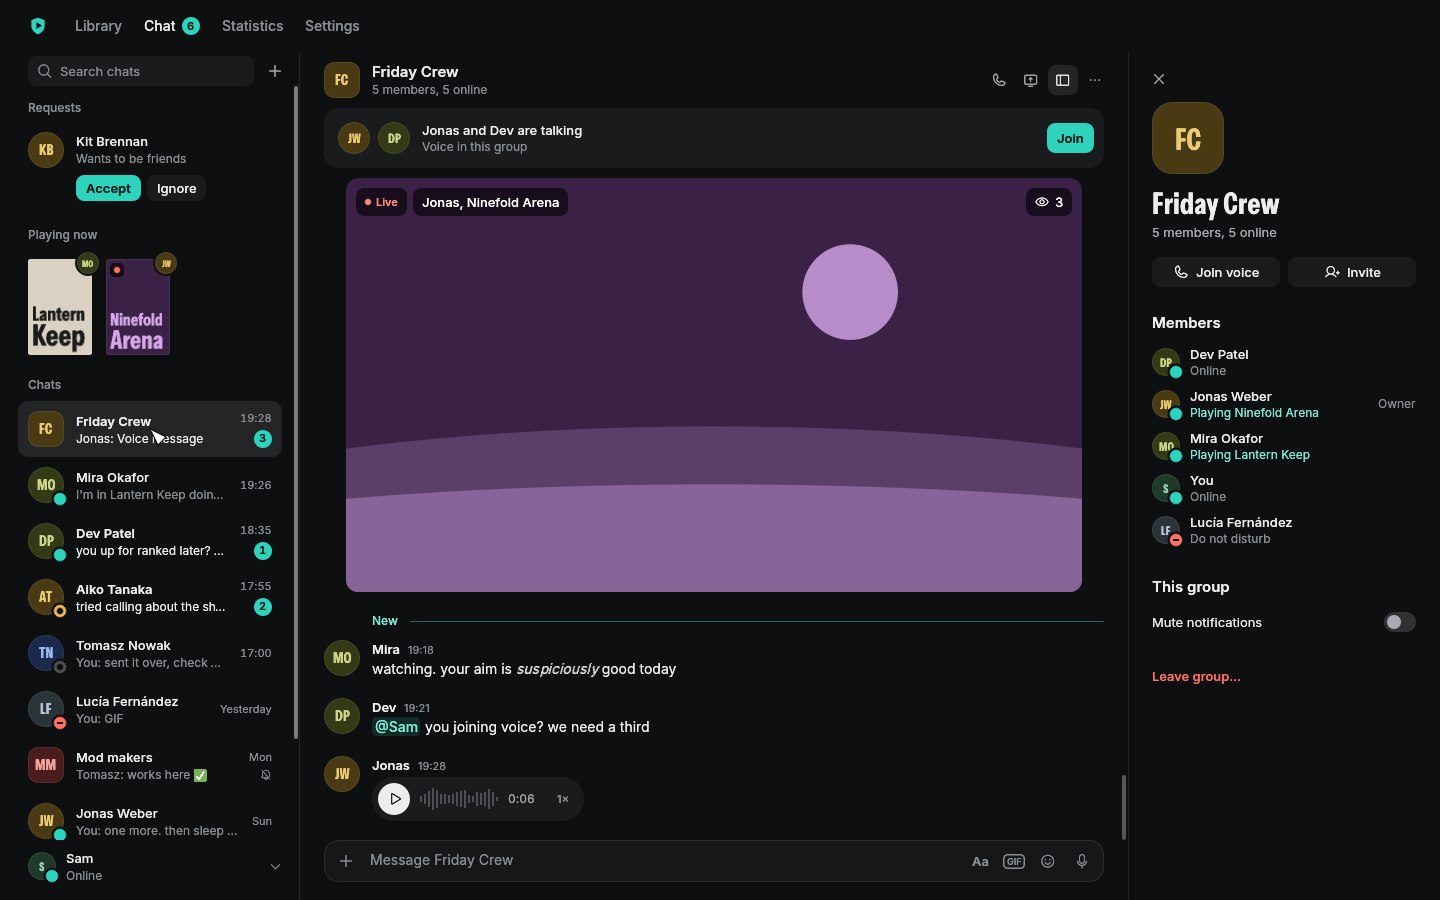 Library
Chat 6
Statistics
Settings
Search chats
Requests
KB
Kit Brennan
Wants to be friends
Accept
Ignore
Playing now
MO
JW
Lantern
Keep
Ninefold
Arena
Chats
FC
Friday Crew
19:28
Jonas: Voice message
3
MO
Mira Okafor
19:26
I'm in Lantern Keep doin...
DP
Dev Patel
18:35
you up for ranked later? ...
1
AT
Aiko Tanaka
17:55
tried calling about the sh...
2
TN
Tomasz Nowak
17:00
You: sent it over, check ...
LF
Lucía Fernández
Yesterday
You: GIF
MM
Mod makers
Mon
Tomasz: works here ✅
JW
Jonas Weber
Sun
You: one more. then sleep ...
S
Sam
Online
FC
Friday Crew
5 members, 5 online
JW
DP
Jonas and Dev are talking
Voice in this group
Join
Live
Jonas, Ninefold Arena
3
New
MO
Mira 19:18
watching. your aim is suspiciously good today
DP
Dev 19:21
@Sam you joining voice? we need a third
JW
Jonas 19:28
0:06
1×
Message Friday Crew
Aa
GIF
FC
Friday Crew
5 members, 5 online
Join voice
Invite
Members
DP
Dev Patel
Online
JW
Jonas Weber
Playing Ninefold Arena
Owner
MO
Mira Okafor
Playing Lantern Keep
S
You
Online
LF
Lucía Fernández
Do not disturb
This group
Mute notifications
Leave group...